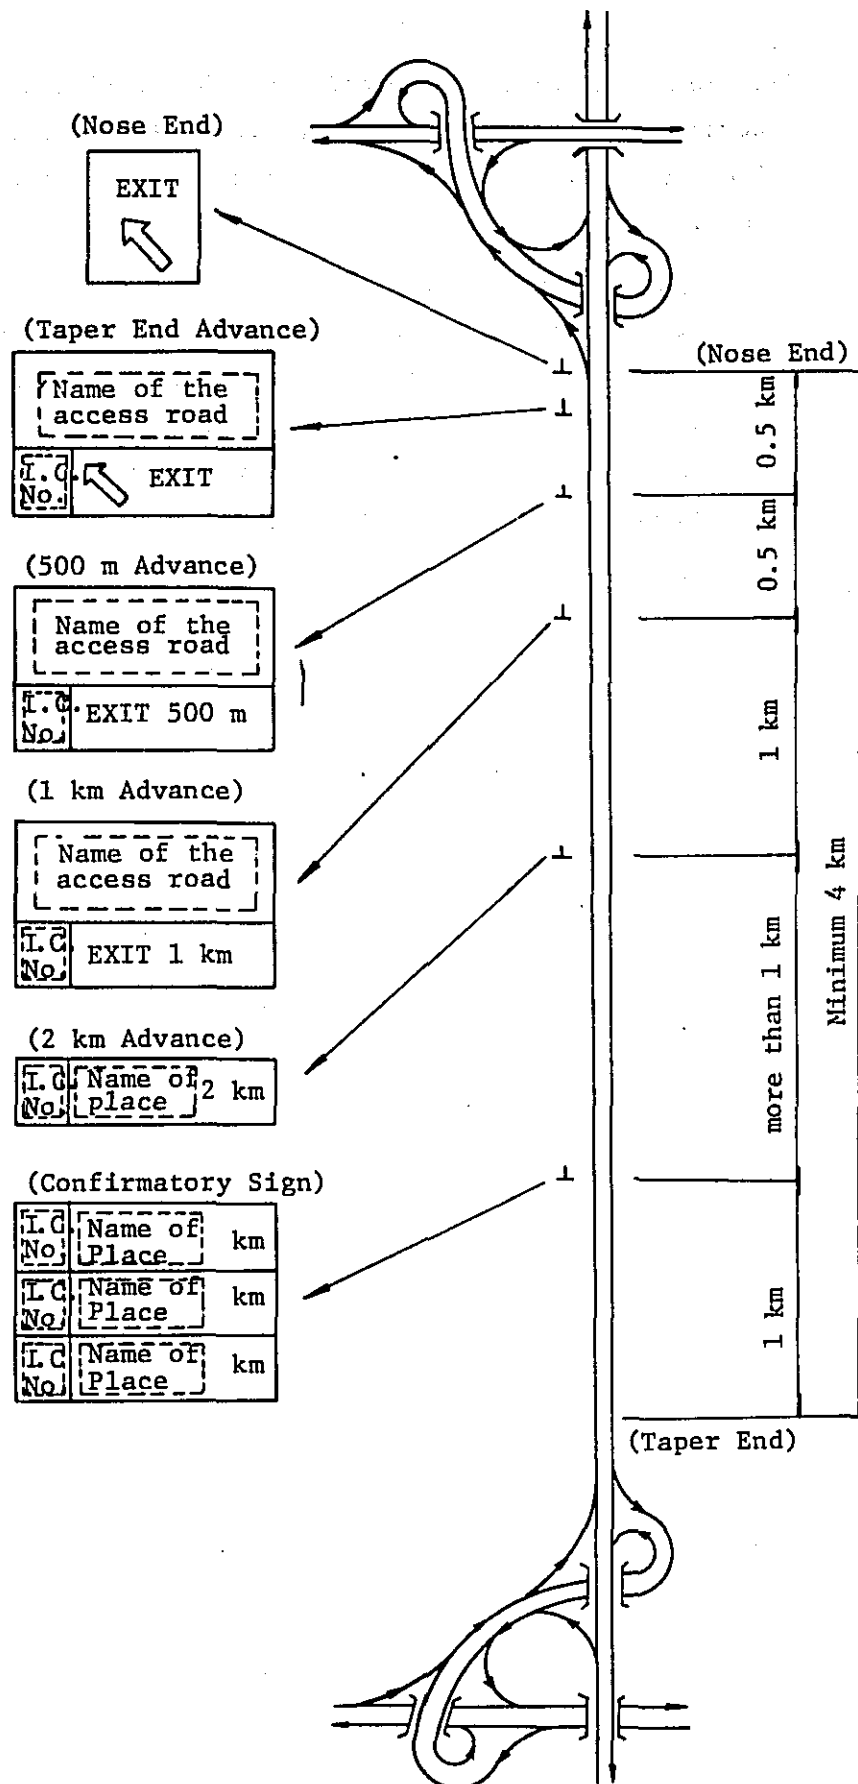 (Nose End)
EXIT
(Taper End Advance)
Name of the
access road
I.C.
No.
EXIT
(500 m Advance)
Name of the
access road
I.C.
No.
EXIT 500 m
(1 km Advance)
Name of the
access road
I.C
No.
EXIT 1 km
(2 km Advance)
I.C
No.
Name of
place
2 km
(Confirmatory Sign)
I.C.
No.
Name of
Place
km
I.C.
No.
Name of
Place
km
I.C
No.
Name of
Place
km
(Nose End)
0.5 km
0.5 km
1 km
more than 1 km
1 km
Minimum 4 km
(Taper End)